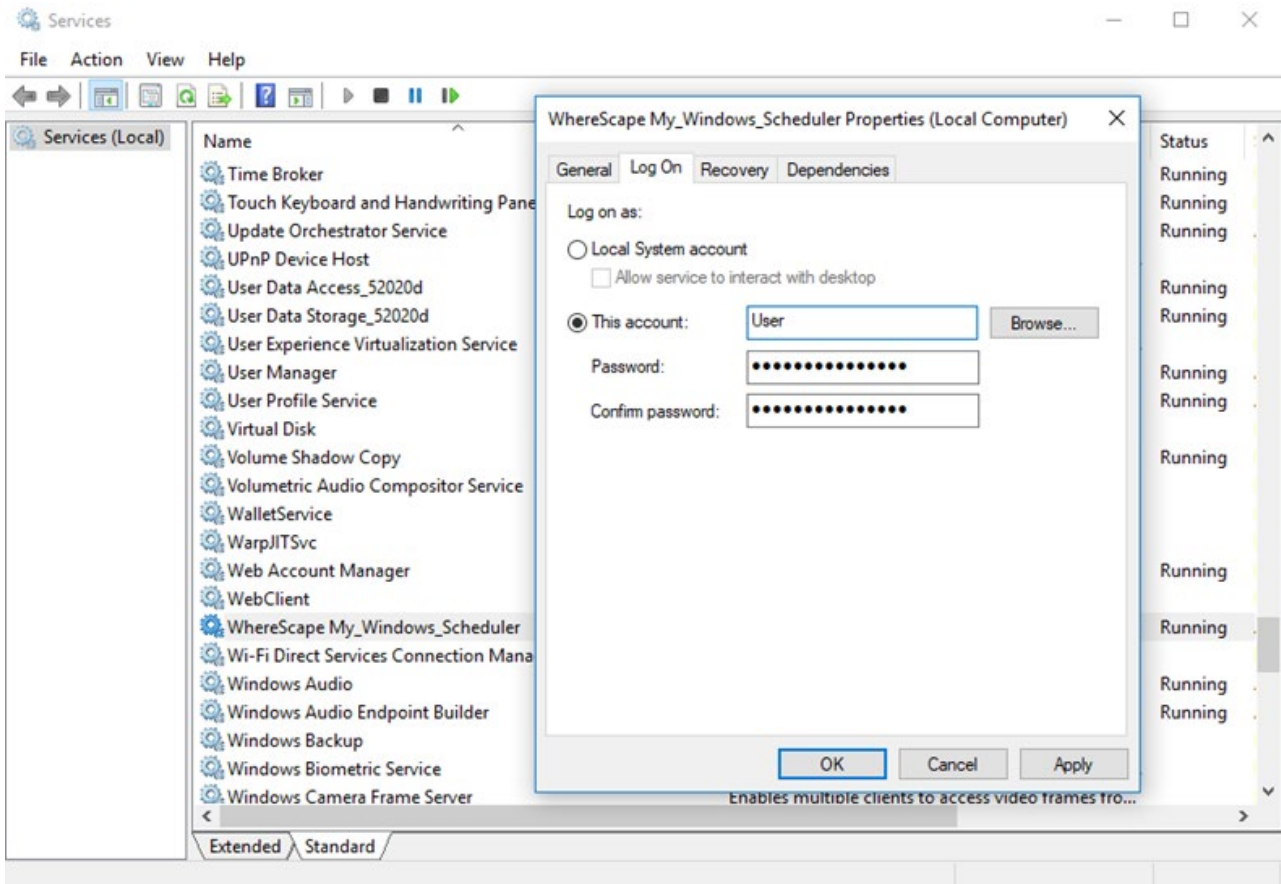 Services
File Action View Help
Services (Local)
Name
Status
Time Broker
Running
Touch Keyboard and Handwriting Pane
Running
Update Orchestrator Service
Running
UPnP Device Host
User Data Access_52020d
Running
User Data Storage_52020d
Running
User Experience Virtualization Service
User Manager
Running
User Profile Service
Running
Virtual Disk
Volume Shadow Copy
Running
Volumetric Audio Compositor Service
WalletService
WarpJITSvc
Web Account Manager
Running
WebClient
WhereScape My_Windows_Scheduler
Running
Wi-Fi Direct Services Connection Mana
Windows Audio
Running
Windows Audio Endpoint Builder
Running
Windows Backup
Windows Biometric Service
Windows Camera Frame Server
Enables multiple clients to access video frames fro...
Extended Standard
WhereScape My_Windows_Scheduler Properties (Local Computer)
General Log On Recovery Dependencies
Log on as:
Local System account
Allow service to interact with desktop
This account: User Browse...
Password: •••••••••••••••
Confirm password: •••••••••••••••
OK Cancel Apply